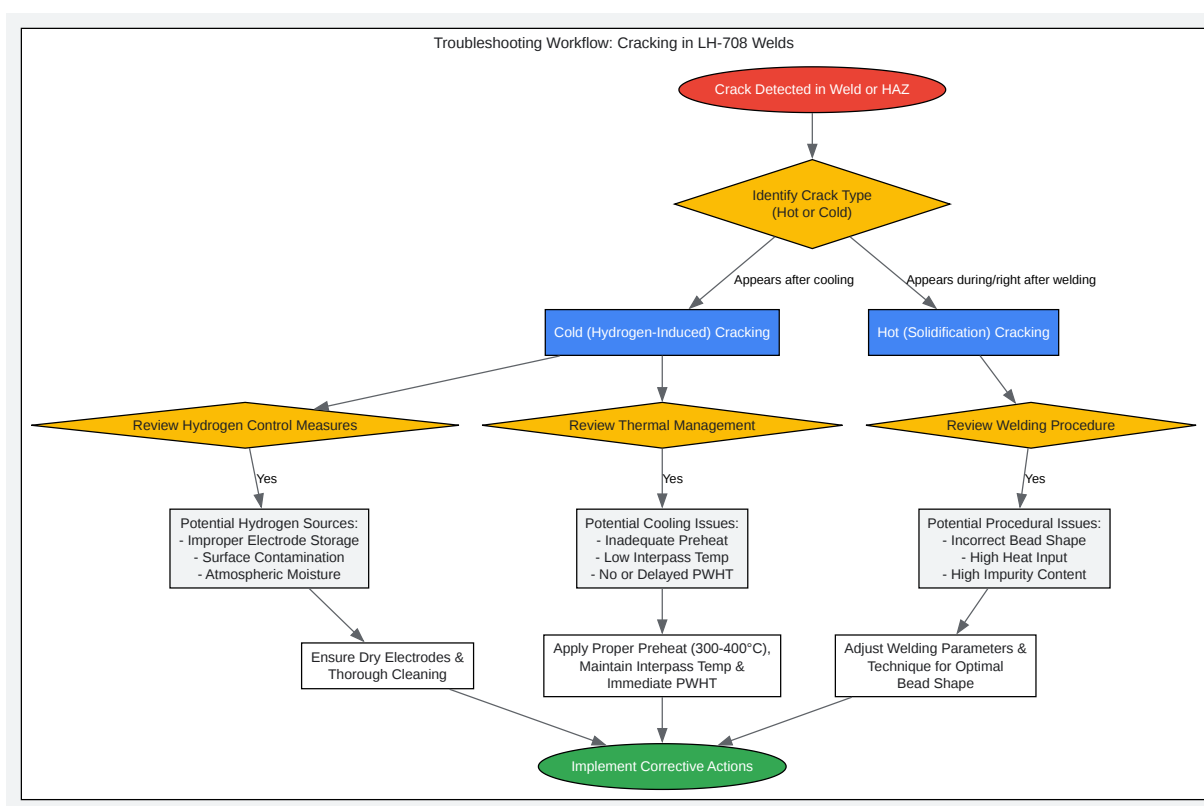 Troubleshooting Workflow: Cracking in LH-708 Welds
Crack Detected in Weld or HAZ
Identify Crack Type
(Hot or Cold)
Appears after cooling
Appears during/right after welding
Cold (Hydrogen-Induced) Cracking
Hot (Solidification) Cracking
Review Hydrogen Control Measures
Review Thermal Management
Review Welding Procedure
Yes
Yes
Yes
Potential Hydrogen Sources:
- Improper Electrode Storage
- Surface Contamination
- Atmospheric Moisture
Potential Cooling Issues:
- Inadequate Preheat
- Low Interpass Temp
- No or Delayed PWHT
Potential Procedural Issues:
- Incorrect Bead Shape
- High Heat Input
- High Impurity Content
Ensure Dry Electrodes &
Thorough Cleaning
Apply Proper Preheat (300-400°C),
Maintain Interpass Temp &
Immediate PWHT
Adjust Welding Parameters &
Technique for Optimal
Bead Shape
Implement Corrective Actions